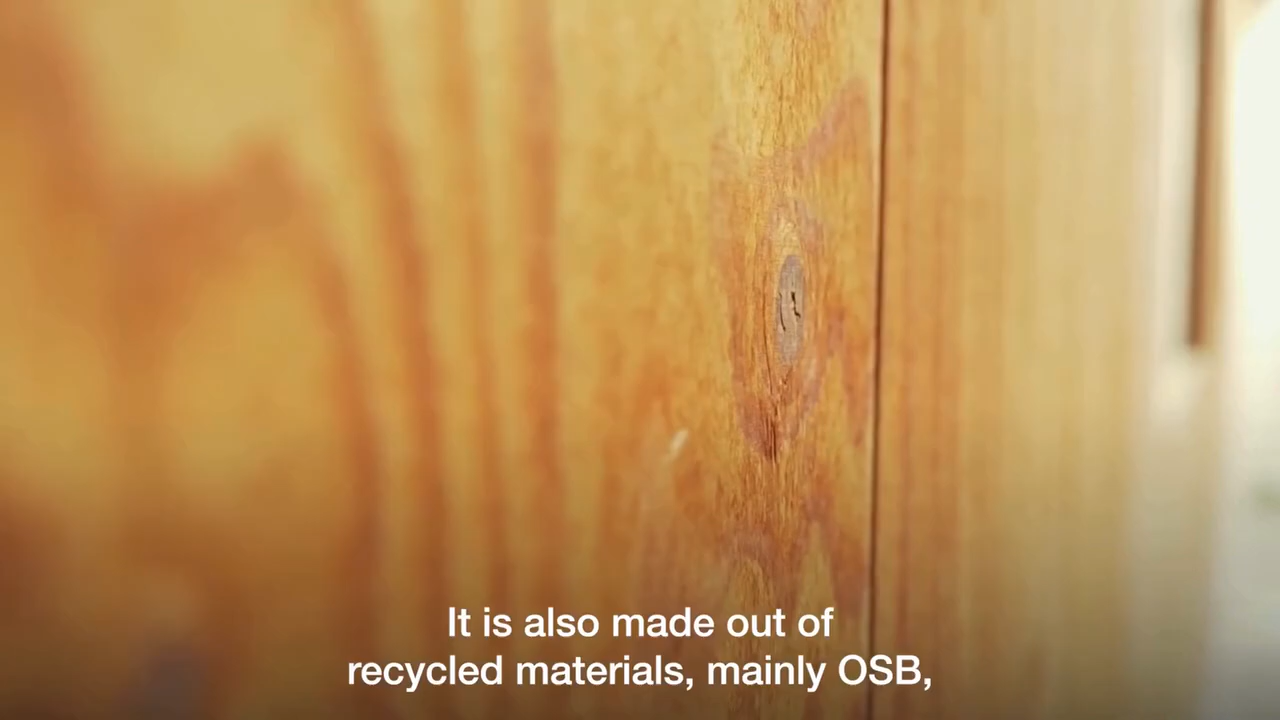 It is also made out of
recycled materials, mainly OSB,